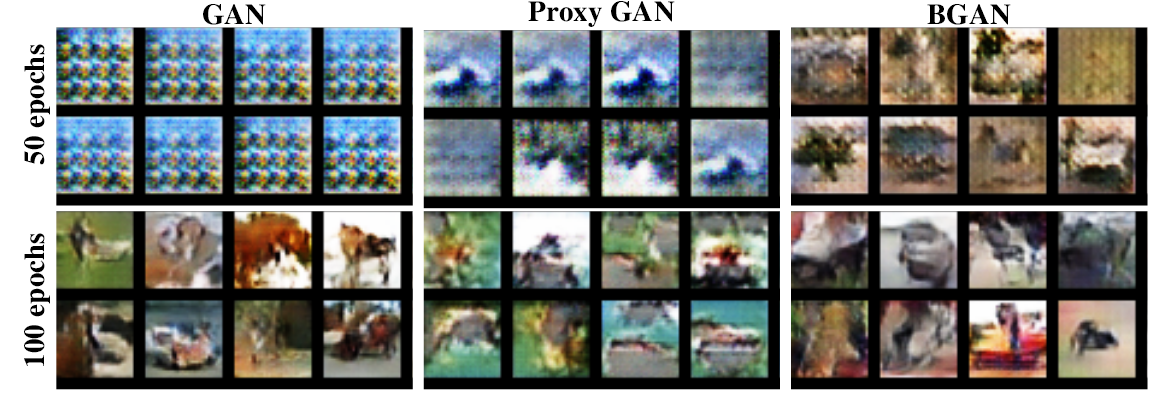 GAN
Proxy GAN
BGAN
50 epochs
100 epochs